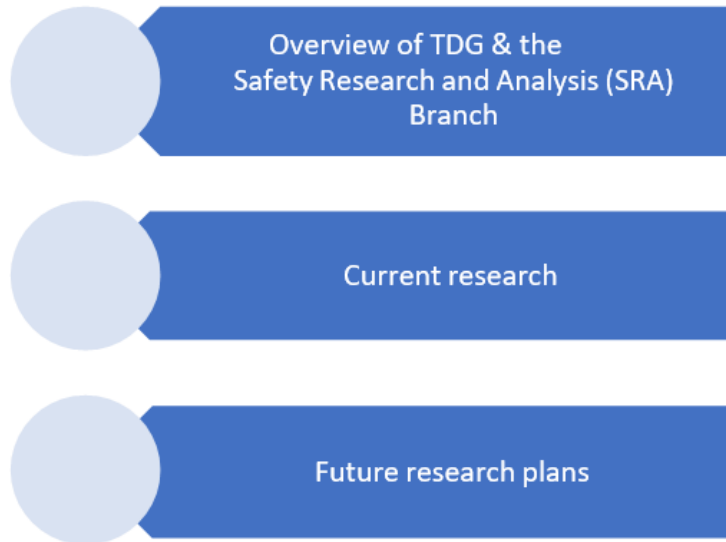 Overview of TDG & the
Safety Research and Analysis (SRA)
Branch
Current research
Future research plans